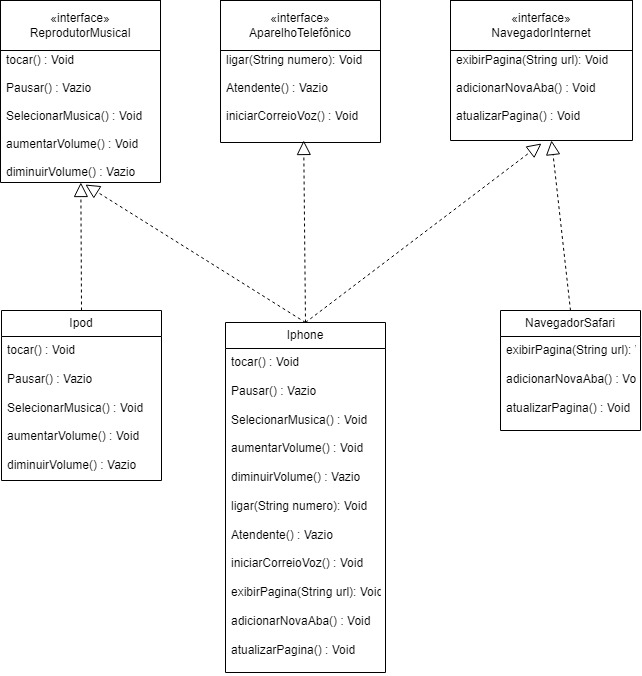 «interface»
ReprodutorMusical
tocar() : Void
Pausar() : Vazio
SelecionarMusica() : Void
aumentarVolume() : Void
diminuirVolume() : Vazio
«interface»
AparelhoTelefônico
ligar(String numero): Void
Atendente() : Vazio
iniciarCorreioVoz() : Void
«interface»
NavegadorInternet
exibirPagina(String url): Void
adicionarNovaAba() : Void
atualizarPagina() : Void
Ipod
tocar() : Void
Pausar() : Vazio
SelecionarMusica() : Void
aumentarVolume() : Void
diminuirVolume() : Vazio
Iphone
tocar() : Void
Pausar() : Vazio
SelecionarMusica() : Void
aumentarVolume() : Void
diminuirVolume() : Vazio
ligar(String numero): Void
Atendente() : Vazio
iniciarCorreioVoz() : Void
exibirPagina(String url): Void
adicionarNovaAba() : Void
atualizarPagina() : Void
NavegadorSafari
exibirPagina(String url):
adicionarNovaAba() : Vo
atualizarPagina() : Void